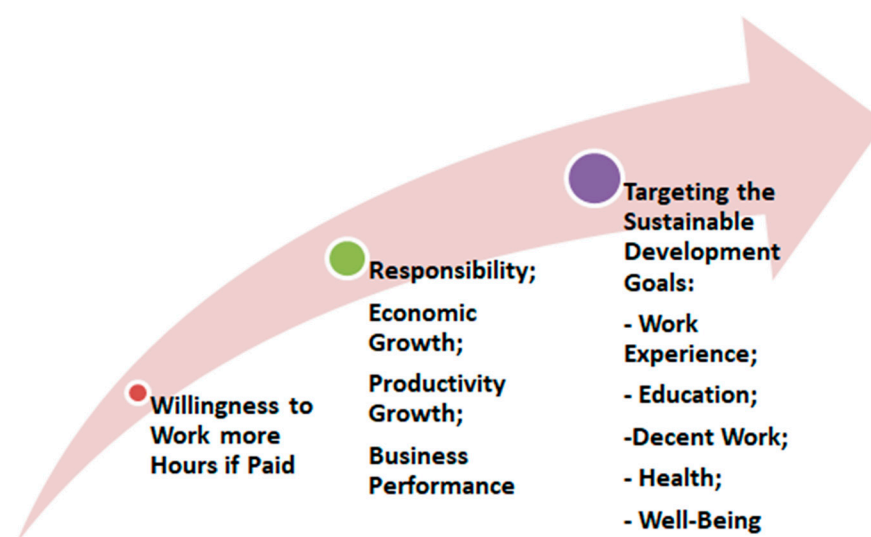 Willingness to
Work more
Hours if Paid
Responsibility;
Economic
Growth;
Productivity
Growth;
Business
Performance
Targeting the
Sustainable
Development
Goals:
- Work
Experience;
- Education;
-Decent Work;
- Health;
- Well-Being